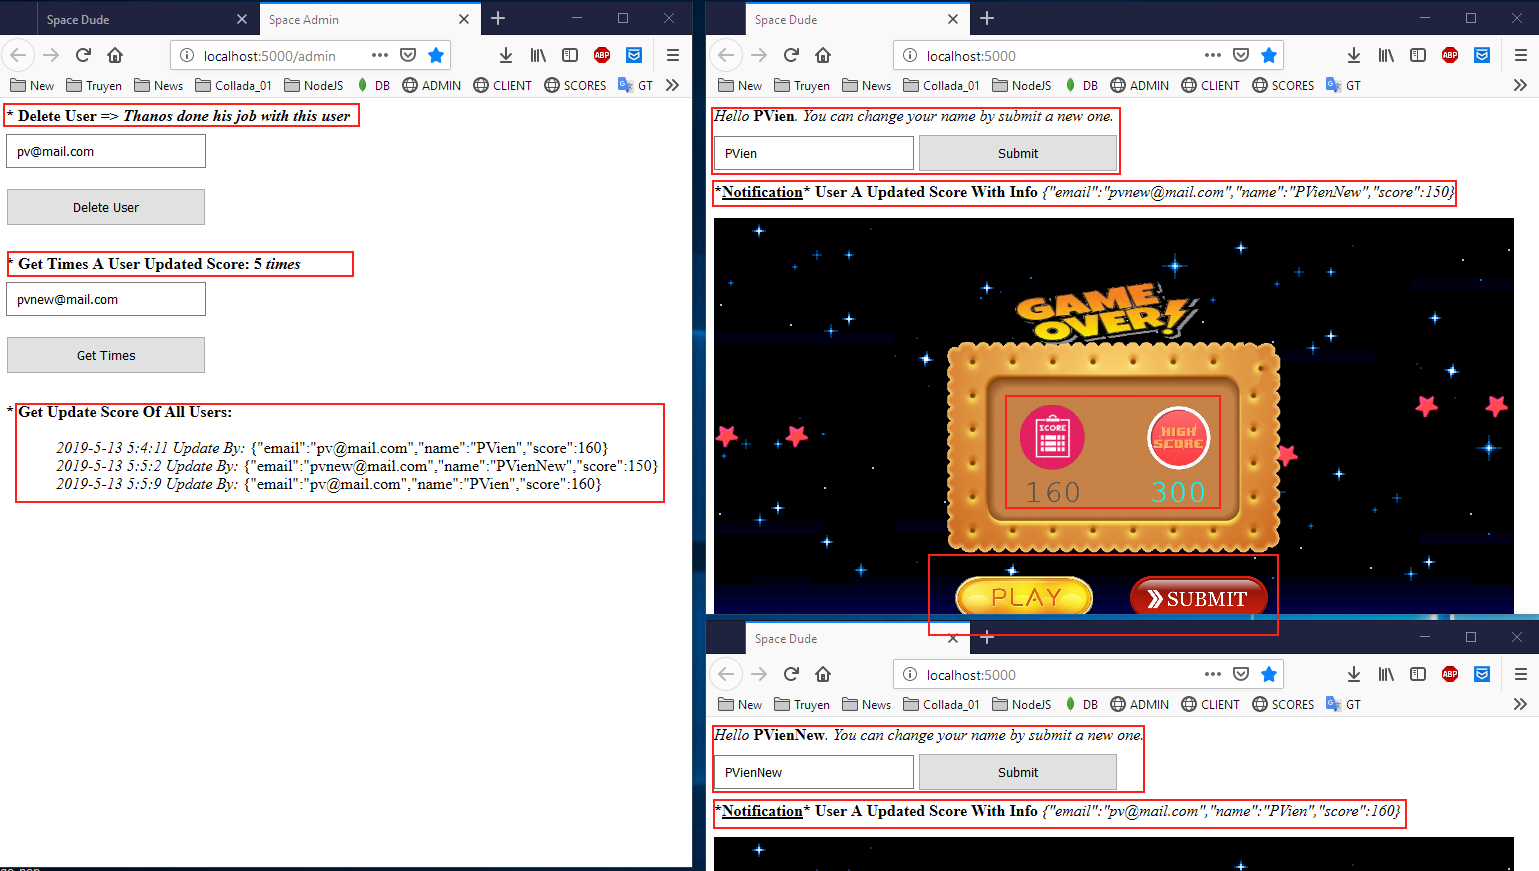 Space Dude
Space Admin
localhost:5000/admin
ABP
New
Truyen
News
Collada_01
NodeJS
DB
ADMIN
CLIENT
SCORES
GT
* Delete User => Thanos done his job with this user
pv@mail.com
Delete User
* Get Times A User Updated Score: 5 times
pvnew@mail.com
Get Times
* Get Update Score Of All Users:
2019-5-13 5:4:11 Update By: {"email":"pv@mail.com","name":"PVien","score":160}
2019-5-13 5:5:2 Update By: {"email":"pvnew@mail.com","name":"PVienNew","score":150}
2019-5-13 5:5:9 Update By: {"email":"pv@mail.com","name":"PVien","score":160}
Space Dude
localhost:5000
ABP
New
Truyen
News
Collada_01
NodeJS
DB
ADMIN
CLIENT
SCORES
GT
Hello PVien. You can change your name by submit a new one.
PVien
Submit
*Notification* User A Updated Score With Info {"email":"pvnew@mail.com","name":"PVienNew","score":150}
GAME
OVER!
SCORE
HIGH
SCORE
160
300
PLAY
SUBMIT
Space Dude
localhost:5000
ABP
New
Truyen
News
Collada_01
NodeJS
DB
ADMIN
CLIENT
SCORES
GT
Hello PVienNew. You can change your name by submit a new one.
PVienNew
Submit
*Notification* User A Updated Score With Info {"email":"pv@mail.com","name":"PVien","score":160}